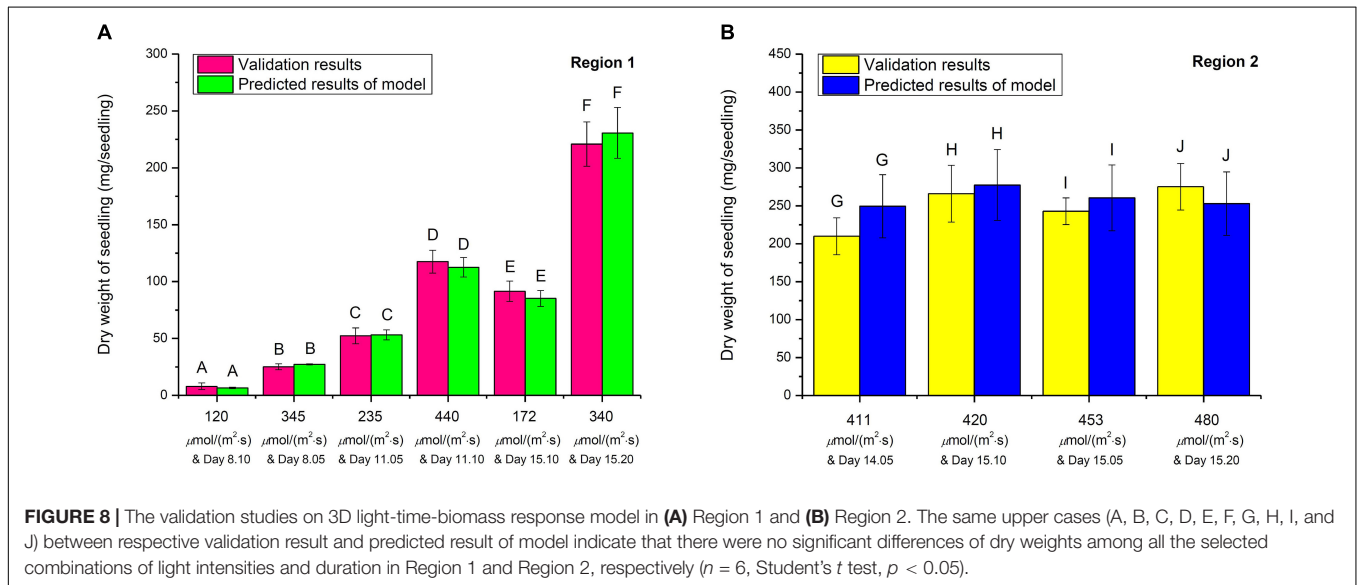 A
300
250
200
150
100
50
0
Dry weight of seedling (mg/seedling)
Validation results
Predicted results of model
Region 1
A A B B C C D D E E F F
120 345 235 440 172 340
μmol/(m²·s) μmol/(m²·s) μmol/(m²·s) μmol/(m²·s) μmol/(m²·s) μmol/(m²·s)
& Day 8.10 & Day 8.05 & Day 11.05 & Day 11.10 & Day 15.10 & Day 15.20
B
450
400
350
300
250
200
150
100
50
0
Dry weight of seedling (mg/seedling)
Validation results
Predicted results of model
Region 2
G G H H I I J J
411 420 453 480
μmol/(m²·s) μmol/(m²·s) μmol/(m²·s) μmol/(m²·s)
& Day 14.05 & Day 15.10 & Day 15.05 & Day 15.20
FIGURE 8 | The validation studies on 3D light-time-biomass response model in (A) Region 1 and (B) Region 2. The same upper cases (A, B, C, D, E, F, G, H, I, and
J) between respective validation result and predicted result of model indicate that there were no significant differences of dry weights among all the selected
combinations of light intensities and duration in Region 1 and Region 2, respectively (n = 6, Student's t test, p < 0.05).